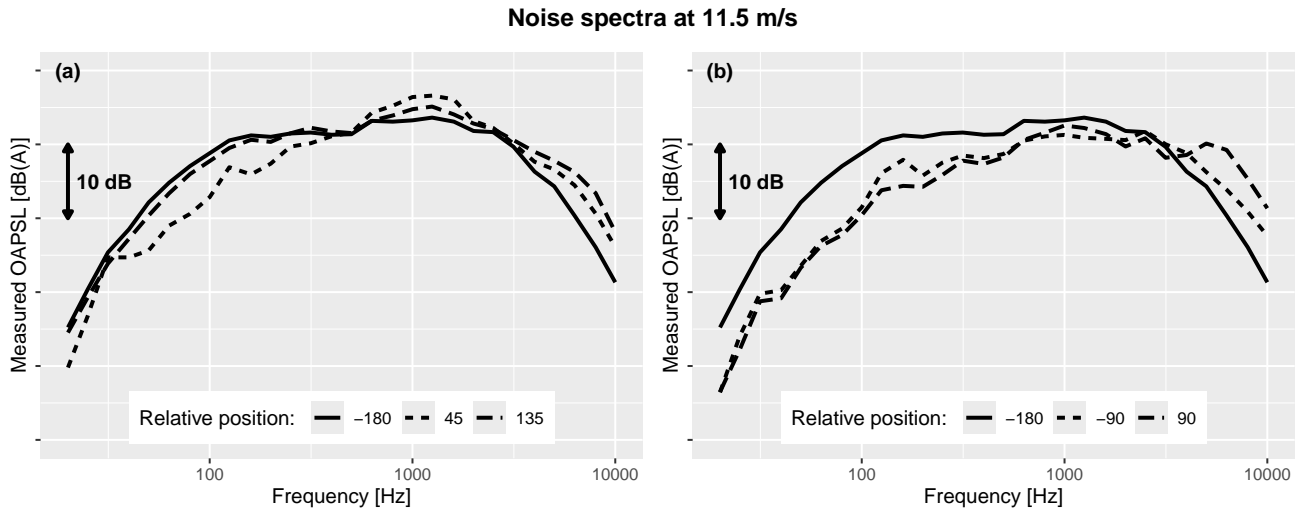 Noise spectra at 11.5 m/s
(a)
Measured OAPSL [dB(A)]
10 dB
Relative position: −180 45 135
100 1000 10000
Frequency [Hz]
(b)
Measured OAPSL [dB(A)]
10 dB
Relative position: −180 −90 90
100 1000 10000
Frequency [Hz]